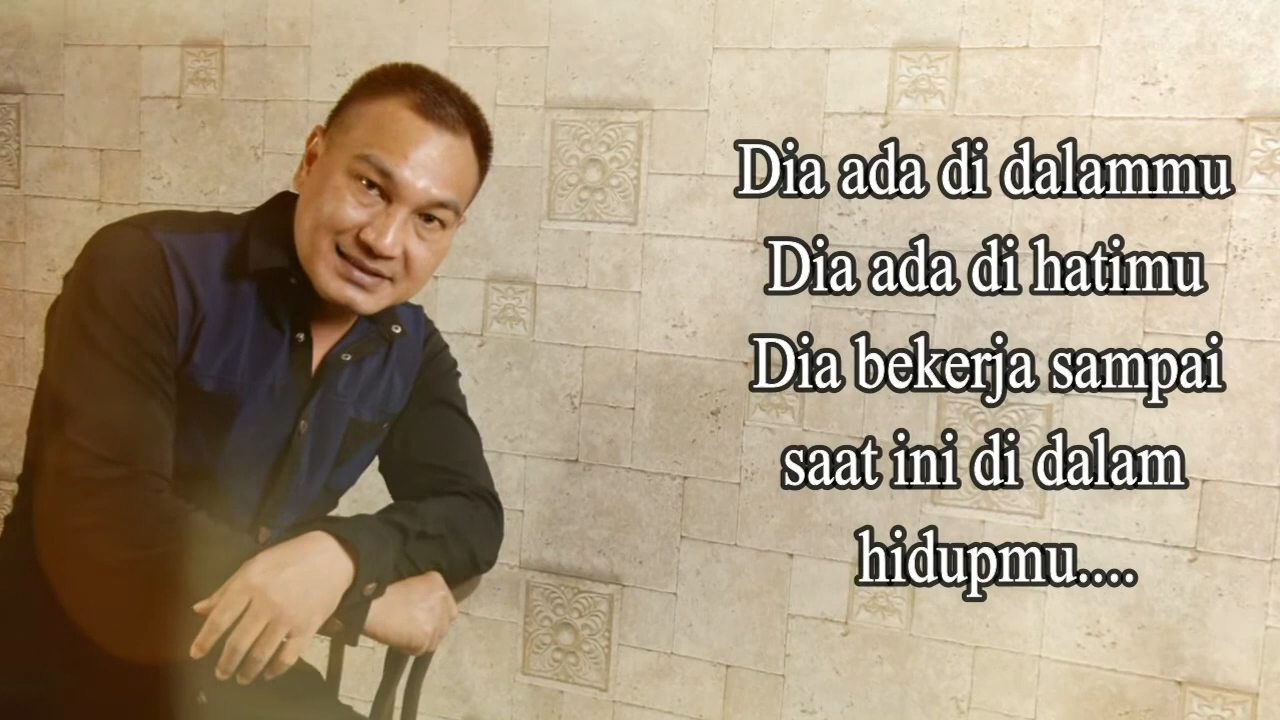 Dia ada di dalammu
Dia ada di hatimu
Dia bekerja sampai
saat ini di dalam
hidupmu....